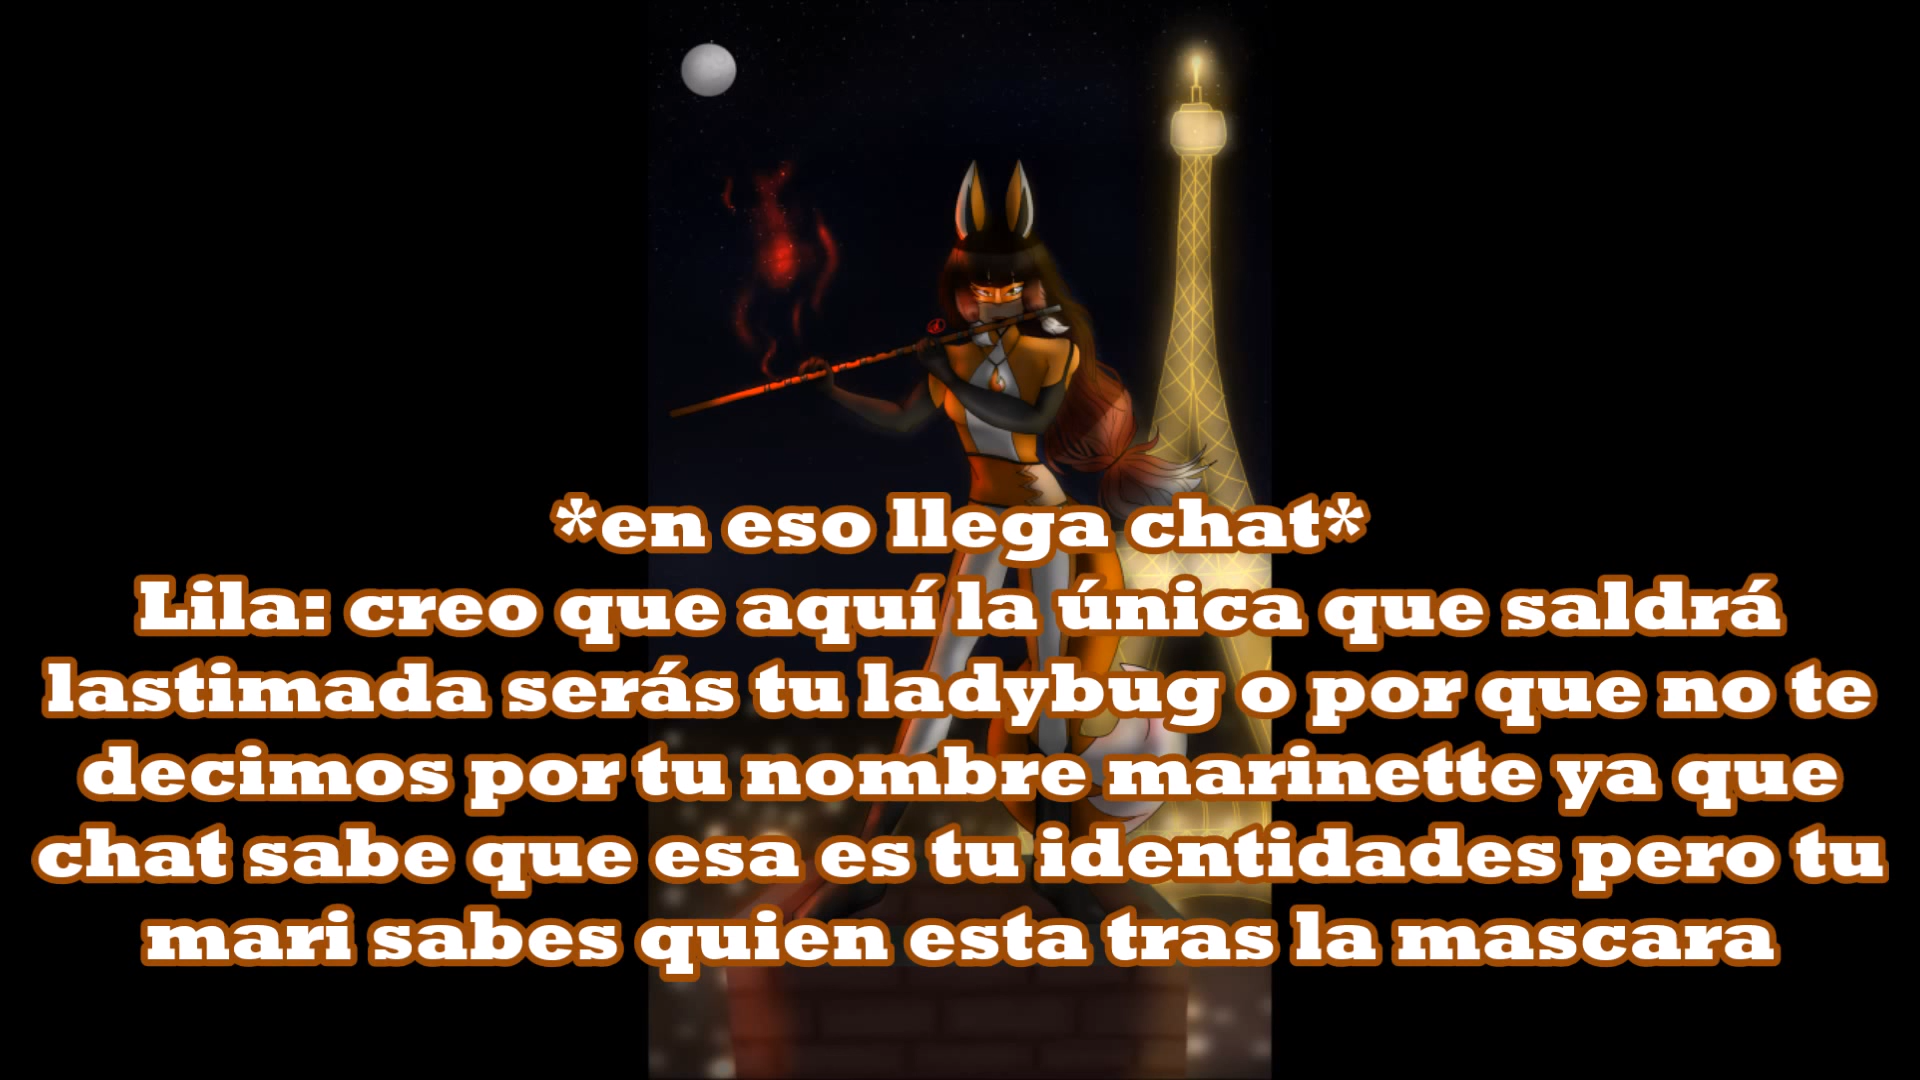 *en eso llega chat*
Lila: creo que aquí la única que saldrá
lastimada serás tu ladybug o por que no te
decimos por tu nombre marinette ya que
chat sabe que esa es tu identidades pero tu
mari sabes quien esta tras la mascara